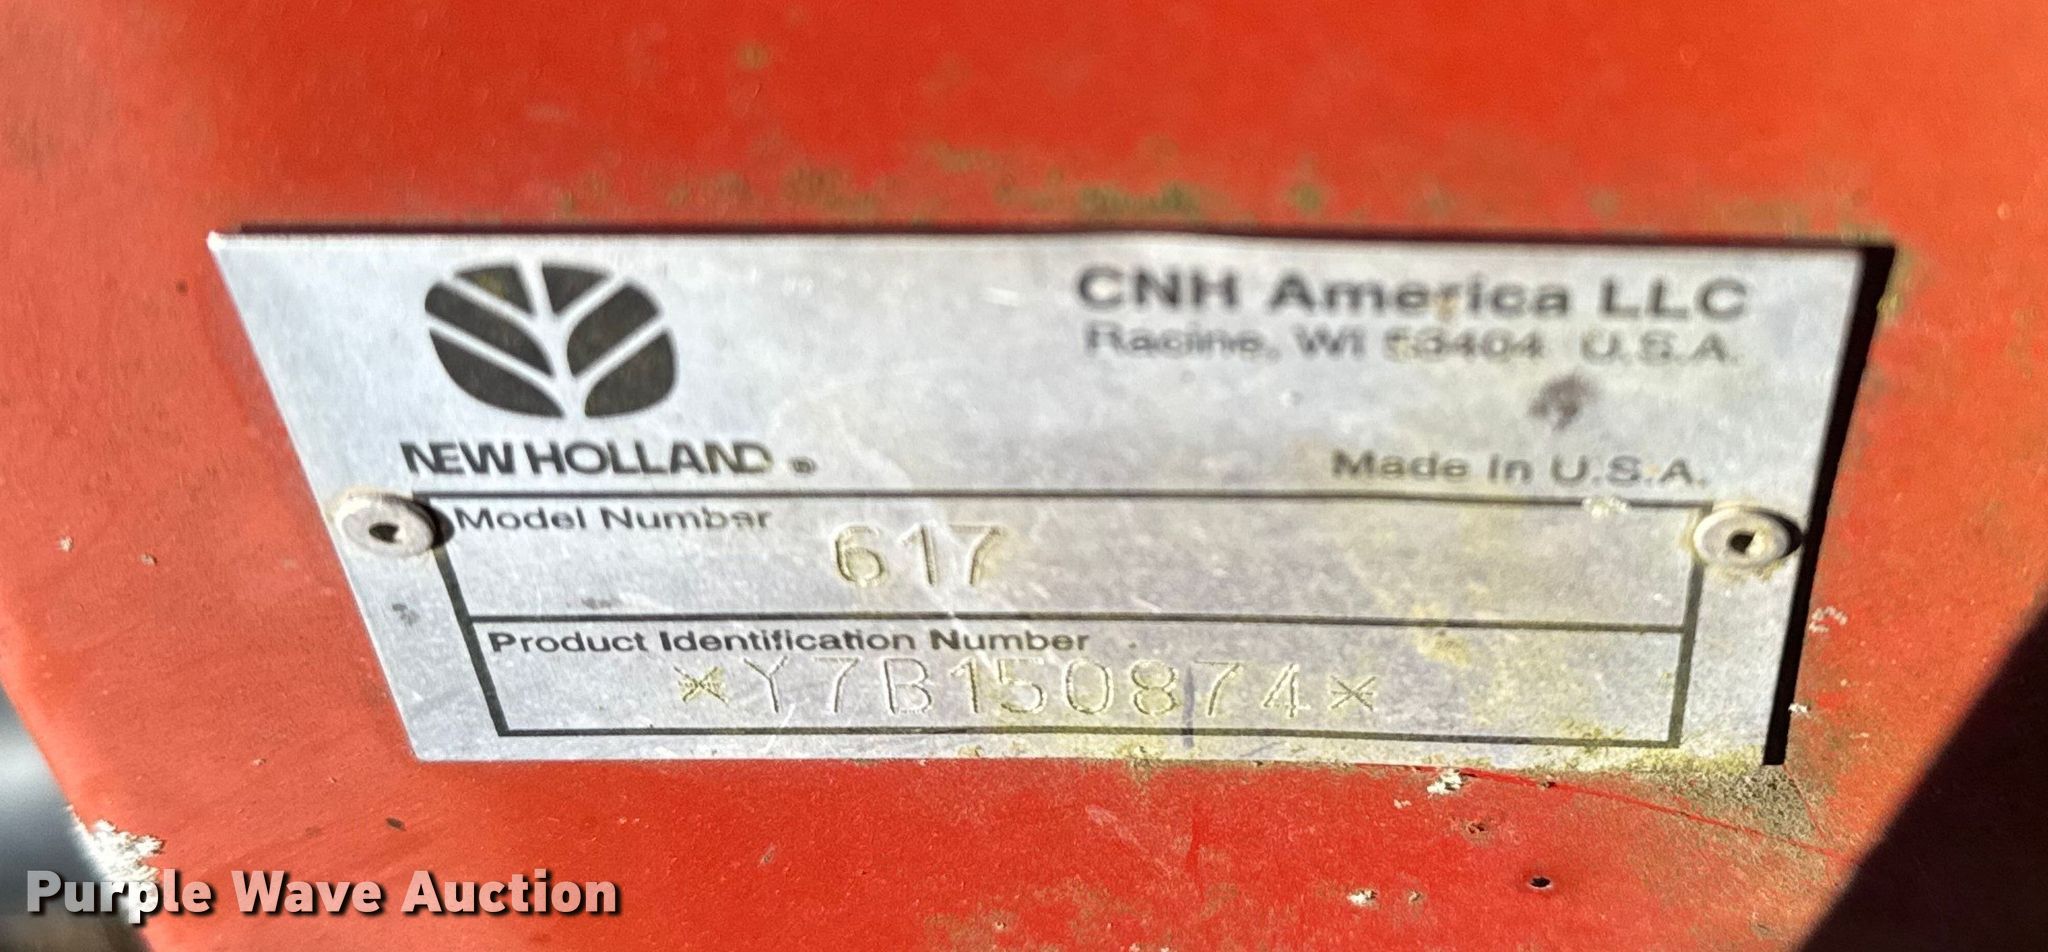 CNH America LLC
Racine, WI 53404 U.S.A.
NEW HOLLAND ®
Made in U.S.A.
Model Number
617
Product Identification Number
*Y7B150874*
Purple Wave Auction